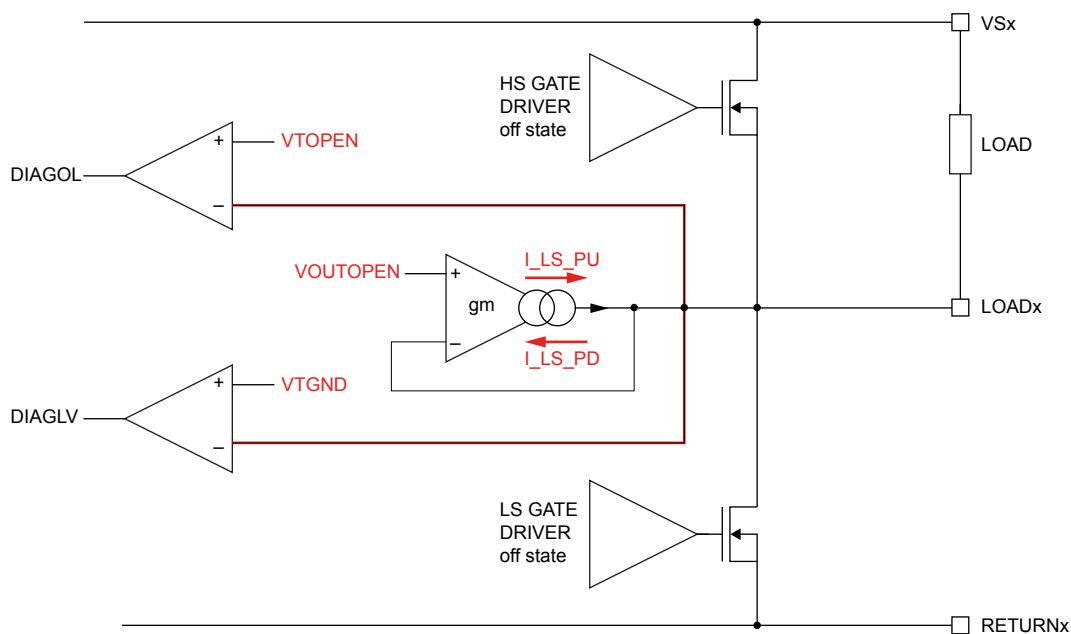 VSx
HS GATE
DRIVER
off state
+
VTOPEN
DIAGOL
–
LOAD
I_LS_PU
VOUTOPEN
+
gm
LOADx
–
I_LS_PD
+
VTGND
DIAGLV
–
LS GATE
DRIVER
off state
RETURNx